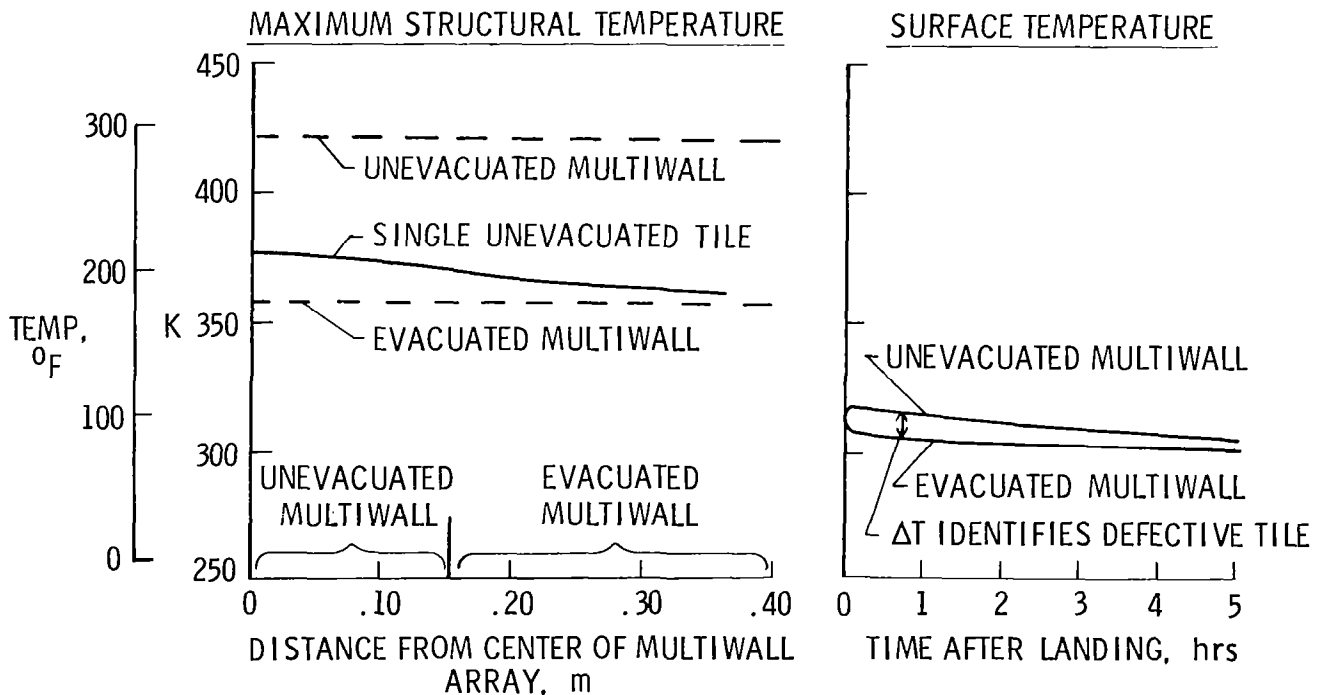 MAXIMUM STRUCTURAL TEMPERATURE
TEMP,
°F
300
200
100
0
K
450
400
350
300
250
UNEVACUATED MULTIWALL
SINGLE UNEVACUATED TILE
EVACUATED MULTIWALL
UNEVACUATED
MULTIWALL
EVACUATED
MULTIWALL
0 .10 .20 .30 .40
DISTANCE FROM CENTER OF MULTIWALL
ARRAY, m
SURFACE TEMPERATURE
UNEVACUATED MULTIWALL
EVACUATED MULTIWALL
ΔT IDENTIFIES DEFECTIVE TILE
0 1 2 3 4 5
TIME AFTER LANDING, hrs